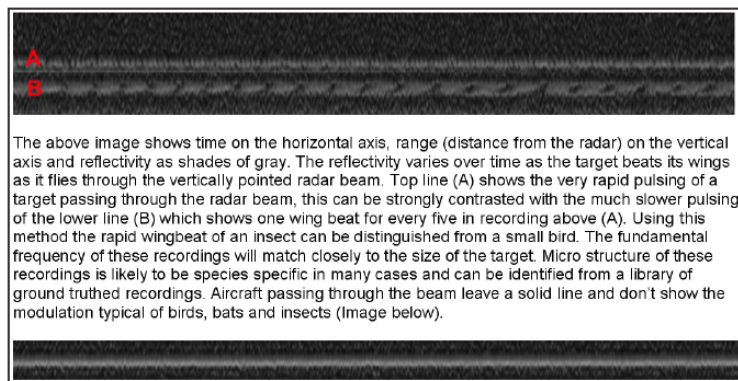 A
B
The above image shows time on the horizontal axis, range (distance from the radar) on the vertical
axis and reflectivity as shades of gray. The reflectivity varies over time as the target beats its wings
as it flies through the vertically pointed radar beam. Top line (A) shows the very rapid pulsing of a
target passing through the radar beam, this can be strongly contrasted with the much slower pulsing
of the lower line (B) which shows one wing beat for every five in recording above (A). Using this
method the rapid wingbeat of an insect can be distinguished from a small bird. The fundamental
frequency of these recordings will match closely to the size of the target. Micro structure of these
recordings is likely to be species specific in many cases and can be identified from a library of
ground truthed recordings. Aircraft passing through the beam leave a solid line and don't show the
modulation typical of birds, bats and insects (Image below).